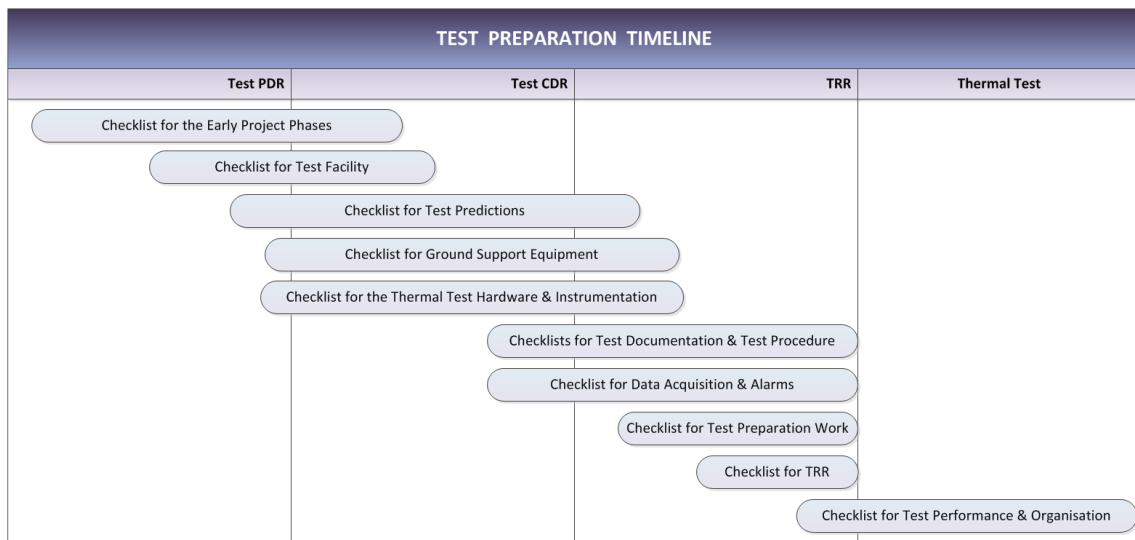 TEST PREPARATION TIMELINE
Test PDR
Test CDR
TRR
Thermal Test
Checklist for the Early Project Phases
Checklist for Test Facility
Checklist for Test Predictions
Checklist for Ground Support Equipment
Checklist for the Thermal Test Hardware & Instrumentation
Checklists for Test Documentation & Test Procedure
Checklist for Data Acquisition & Alarms
Checklist for Test Preparation Work
Checklist for TRR
Checklist for Test Performance & Organisation